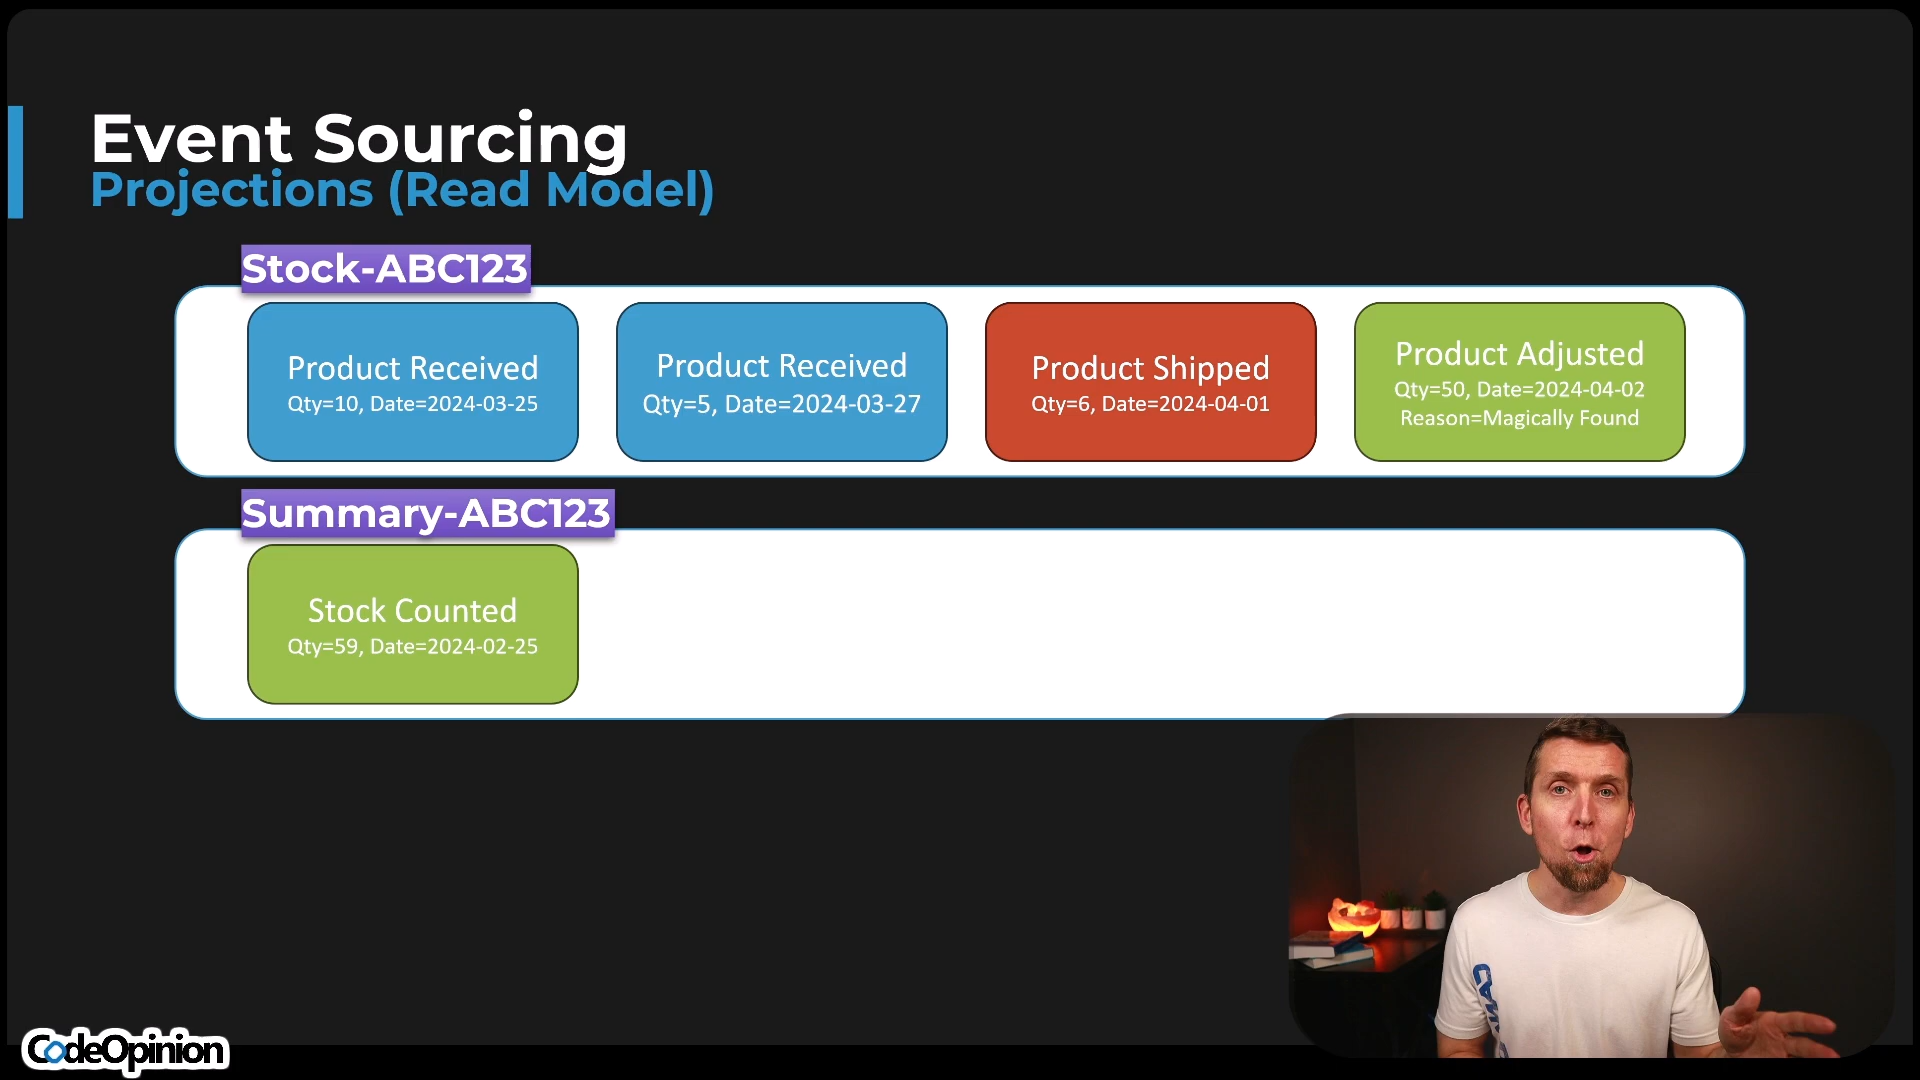 Event Sourcing
Projections (Read Model)
Stock-ABC123
Product Received
Qty=10, Date=2024-03-25
Product Received
Qty=5, Date=2024-03-27
Product Shipped
Qty=6, Date=2024-04-01
Product Adjusted
Qty=50, Date=2024-04-02
Reason=Magically Found
Summary-ABC123
Stock Counted
Qty=59, Date=2024-02-25
CodeOpinion